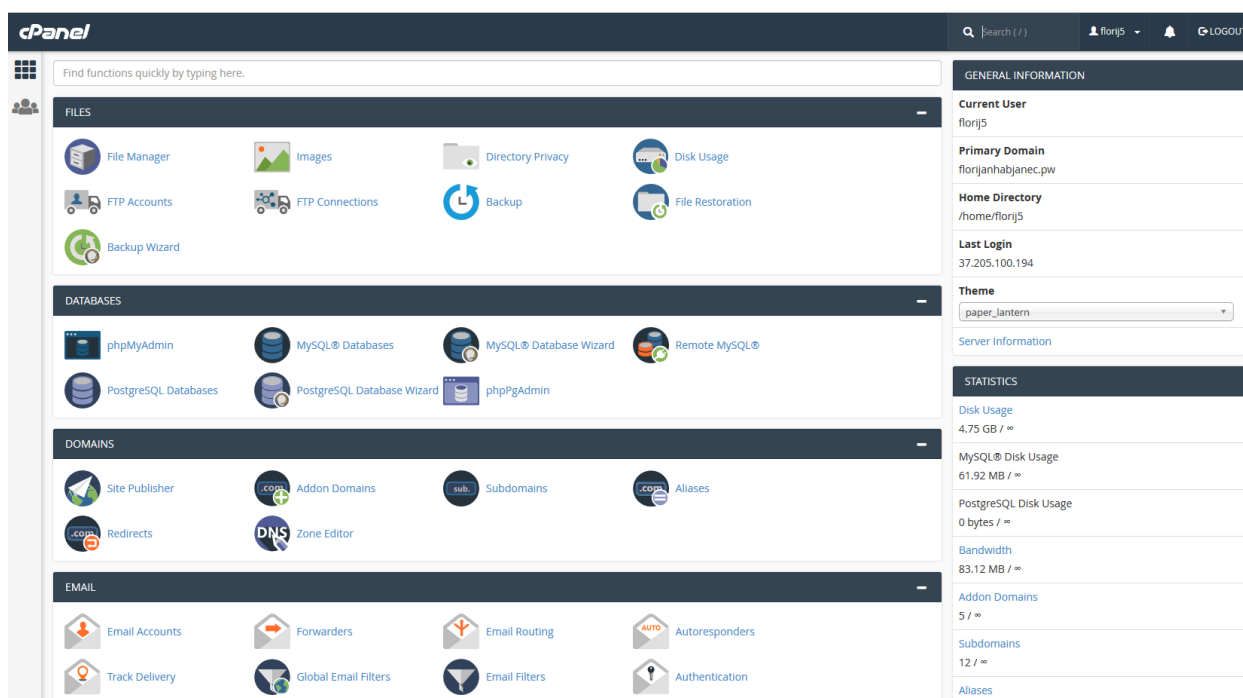 cPanel
Search ( / )
florij5
LOGOUT
Find functions quickly by typing here.
FILES
File Manager
Images
Directory Privacy
Disk Usage
FTP Accounts
FTP Connections
Backup
File Restoration
Backup Wizard
DATABASES
phpMyAdmin
MySQL® Databases
MySQL® Database Wizard
Remote MySQL®
PostgreSQL Databases
PostgreSQL Database Wizard
phpPgAdmin
DOMAINS
Site Publisher
.com
Addon Domains
sub.
Subdomains
.com
Aliases
.com
Redirects
DNS
Zone Editor
EMAIL
Email Accounts
Forwarders
Email Routing
AUTO
Autoresponders
Track Delivery
Global Email Filters
Email Filters
Authentication
GENERAL INFORMATION
Current User
florij5
Primary Domain
florijanhabjanec.pw
Home Directory
/home/florij5
Last Login
37.205.100.194
Theme
paper_lantern
Server Information
STATISTICS
Disk Usage
4.75 GB / ∞
MySQL® Disk Usage
61.92 MB / ∞
PostgreSQL Disk Usage
0 bytes / ∞
Bandwidth
83.12 MB / ∞
Addon Domains
5 / ∞
Subdomains
12 / ∞
Aliases